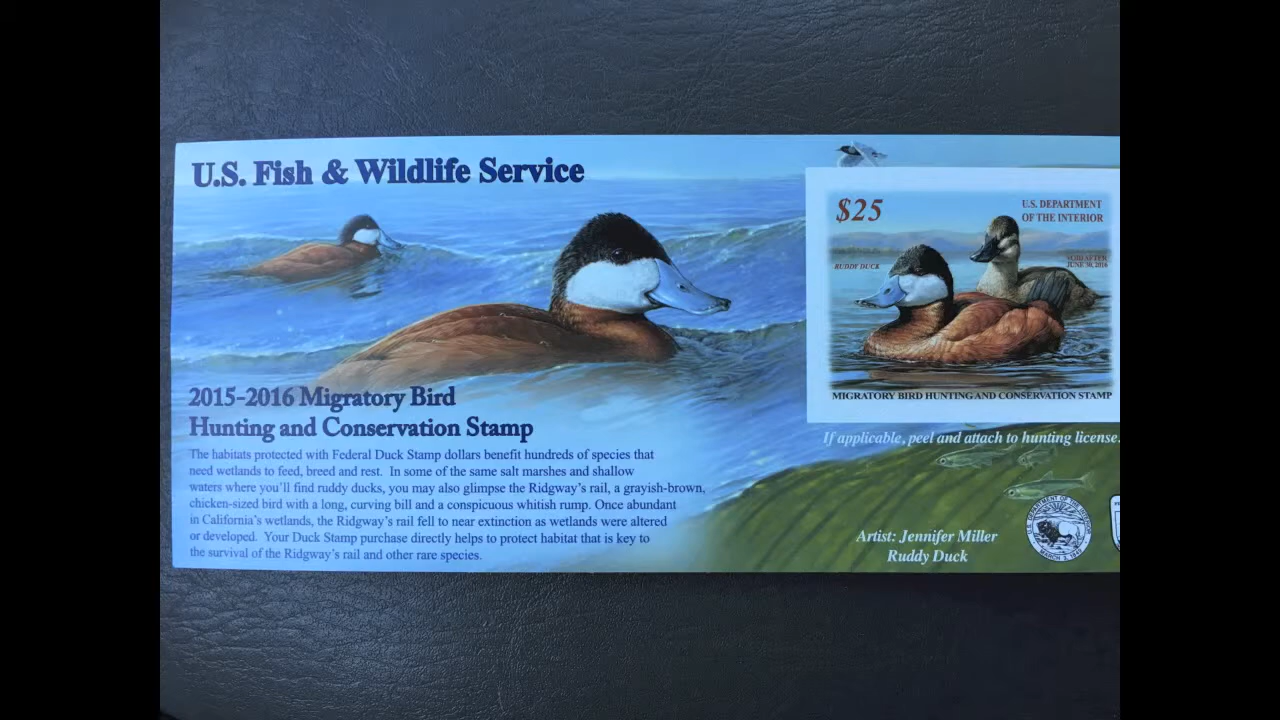 U.S. Fish & Wildlife Service
$25
U.S. DEPARTMENT
OF THE INTERIOR
RUDDY DUCK
VOID AFTER
JUNE 30, 2016
MIGRATORY BIRD HUNTING AND CONSERVATION STAMP
If applicable, peel and attach to hunting license.
2015-2016 Migratory Bird
Hunting and Conservation Stamp
The habitats protected with Federal Duck Stamp dollars benefit hundreds of species that
need wetlands to feed, breed and rest. In some of the same salt marshes and shallow
waters where you'll find ruddy ducks, you may also glimpse the Ridgway's rail, a grayish-brown,
chicken-sized bird with a long, curving bill and a conspicuous whitish rump. Once abundant
in California's wetlands, the Ridgway's rail fell to near extinction as wetlands were altered
or developed. Your Duck Stamp purchase directly helps to protect habitat that is key to
the survival of the Ridgway's rail and other rare species.
Artist: Jennifer Miller
Ruddy Duck
MARCH 3, 1849